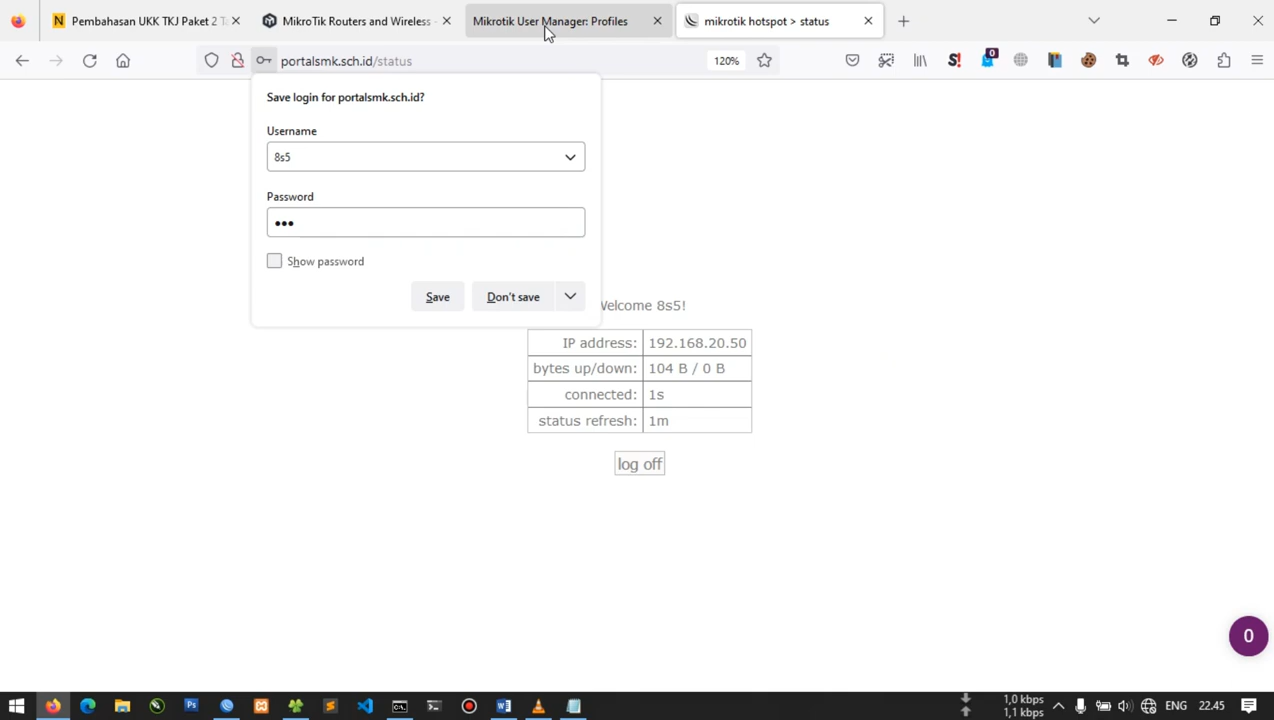 Pembahasan UKK TKJ Paket 2 T
MikroTik Routers and Wireless
Mikrotik User Manager: Profiles
mikrotik hotspot > status
portalsmk.sch.id/status
120%
S!
0
Save login for portalsmk.sch.id?
Username
8s5
Password
•••
Show password
Save
Don't save
Welcome 8s5!
IP address: 192.168.20.50
bytes up/down: 104 B / 0 B
connected: 1s
status refresh: 1m
log off
0
Ps
1,0 kbps
1,1 kbps
ENG
22.45